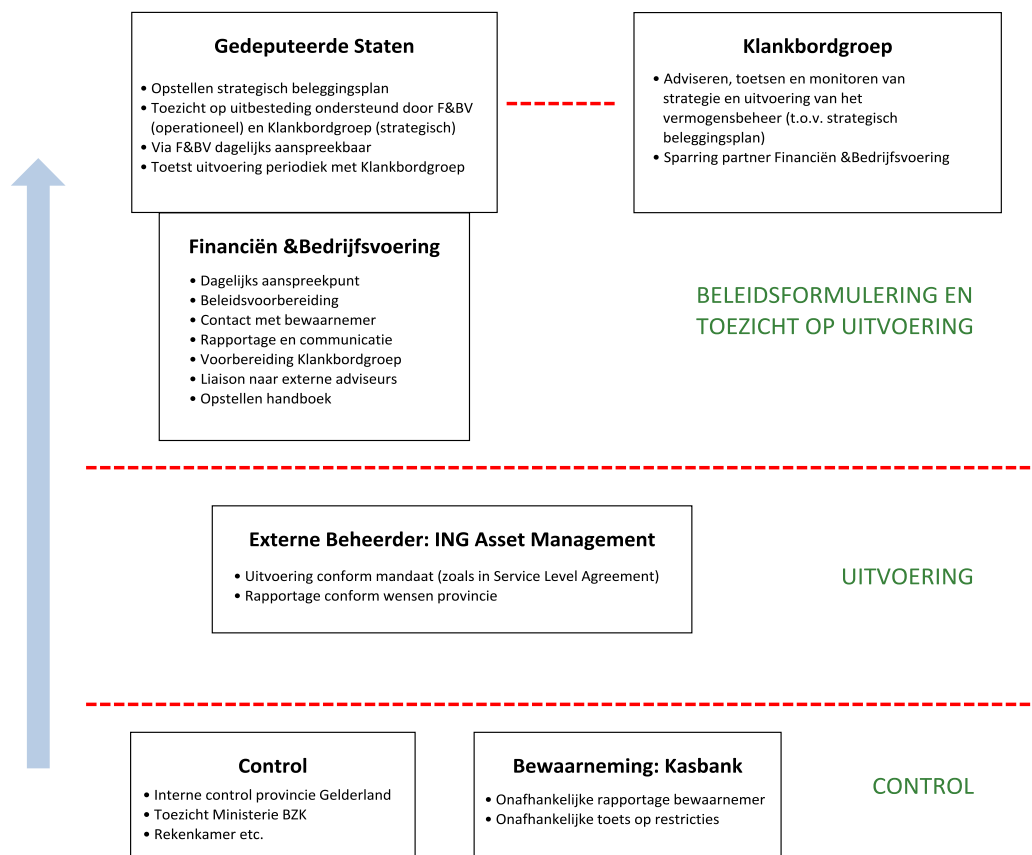 Gedeputeerde Staten
• Opstellen strategisch beleggingsplan
• Toezicht op uitbesteding ondersteund door F&BV
(operationeel) en Klankbordgroep (strategisch)
• Via F&BV dagelijks aanspreekbaar
• Toetst uitvoering periodiek met Klankbordgroep
Klankbordgroep
• Adviseren, toetsen en monitoren van
strategie en uitvoering van het
vermogensbeheer (t.o.v. strategisch
beleggingsplan)
• Sparring partner Financiën &Bedrijfsvoering
Financiën &Bedrijfsvoering
• Dagelijks aanspreekpunt
• Beleidsvoorbereiding
• Contact met bewaarnemer
• Rapportage en communicatie
• Voorbereiding Klankbordgroep
• Liaison naar externe adviseurs
• Opstellen handboek
BELEIDSFORMULERING EN
TOEZICHT OP UITVOERING
Externe Beheerder: ING Asset Management
• Uitvoering conform mandaat (zoals in Service Level Agreement)
• Rapportage conform wensen provincie
UITVOERING
Control
• Interne control provincie Gelderland
• Toezicht Ministerie BZK
• Rekenkamer etc.
Bewaarneming: Kasbank
• Onafhankelijke rapportage bewaarnemer
• Onafhankelijke toets op restricties
CONTROL